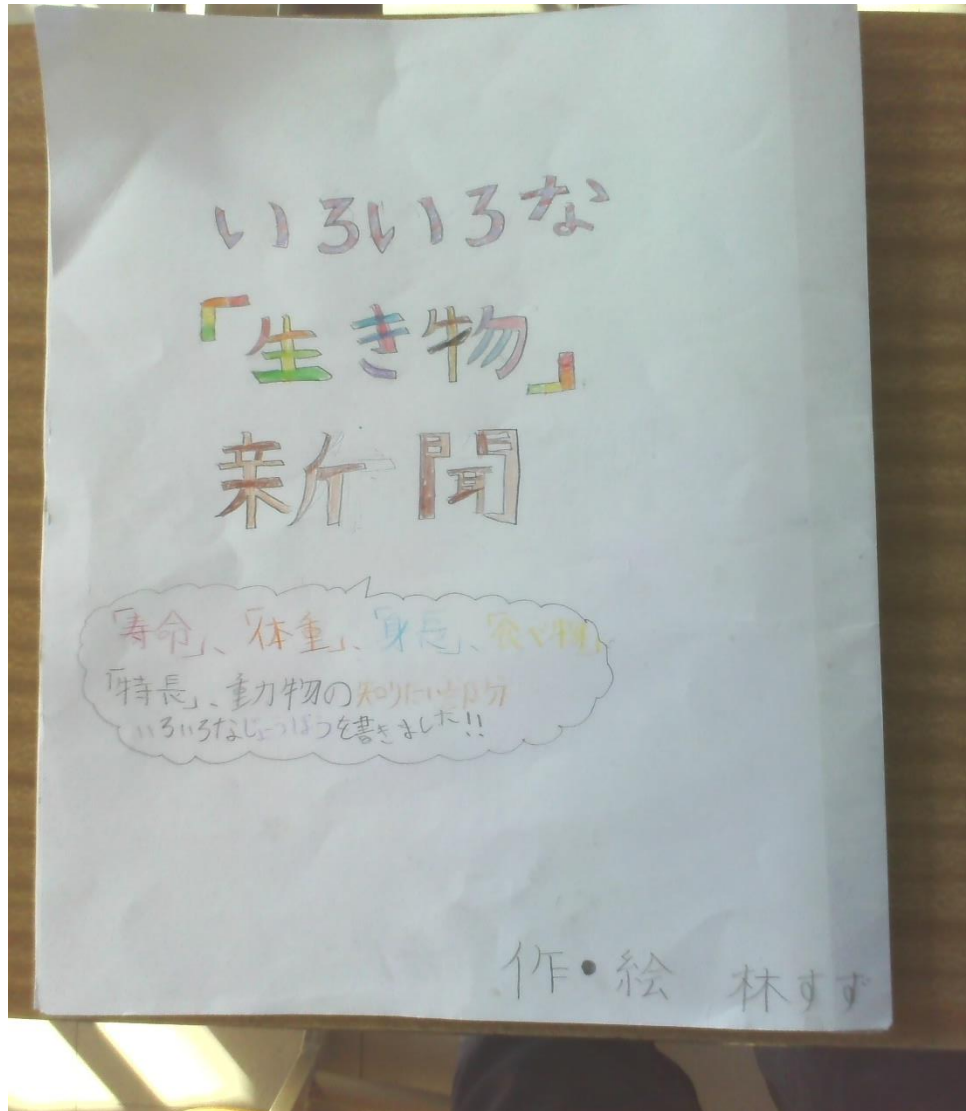 いろいろな
「生き物」
新聞
「寿命」、「体重」、「身長」、「食べ物」、
「特長」、動物の知りたい部分
いろいろなじょうほうを書きました!!
作・絵 林すず